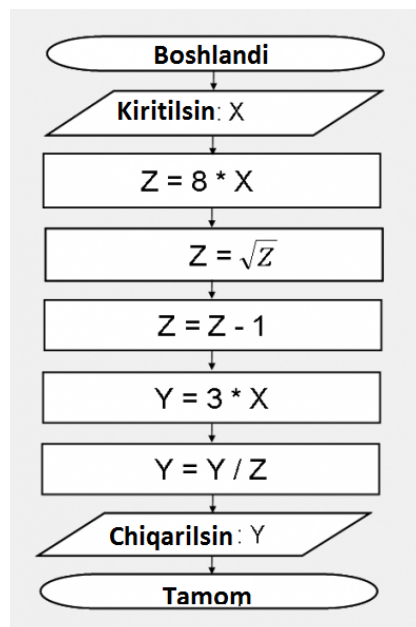 Boshlandi
Kiritilsin: X
Z = 8 * X
Z = √Z
Z = Z - 1
Y = 3 * X
Y = Y / Z
Chiqarilsin: Y
Tamom